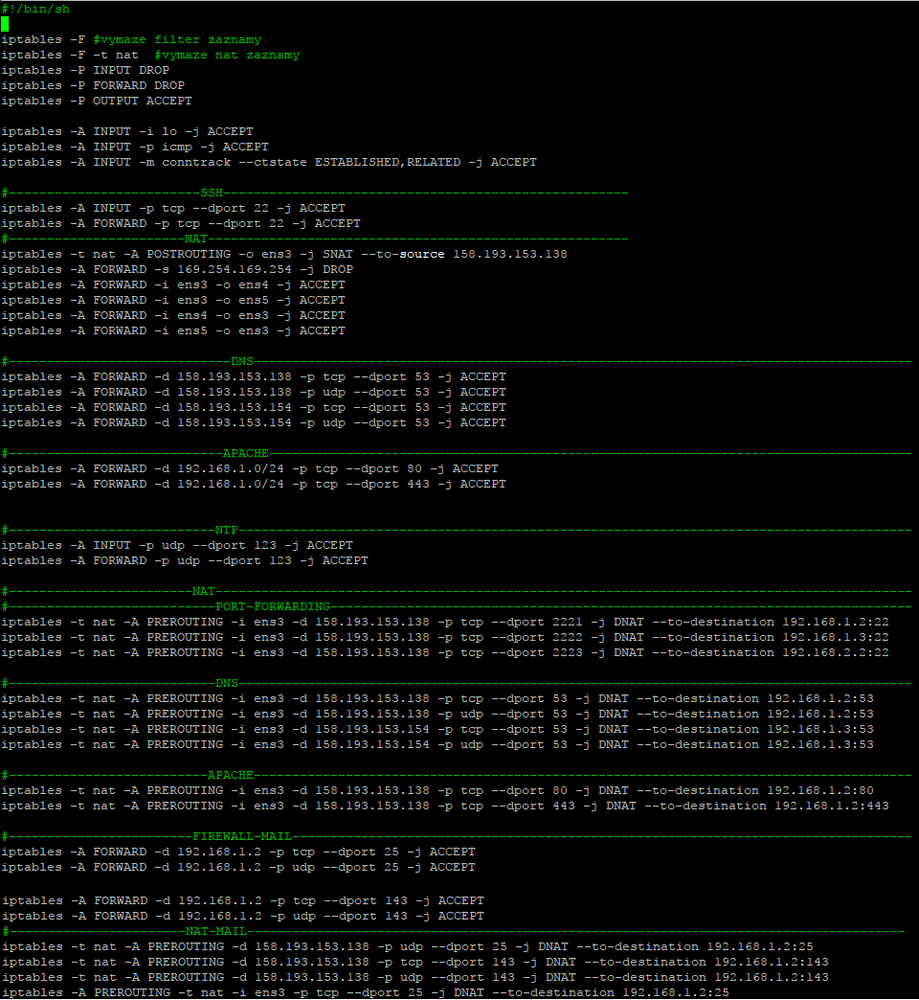 #!/bin/sh
iptables -F #vymaze filter zaznamy
iptables -F -t nat  #vymaze nat zaznamy
iptables -P INPUT DROP
iptables -P FORWARD DROP
iptables -P OUTPUT ACCEPT
iptables -A INPUT -i lo -j ACCEPT
iptables -A INPUT -p icmp -j ACCEPT
iptables -A INPUT -m conntrack --ctstate ESTABLISHED,RELATED -j ACCEPT
#-------------------------SSH-----------------------------------------------------
iptables -A INPUT -p tcp --dport 22 -j ACCEPT
iptables -A FORWARD -p tcp --dport 22 -j ACCEPT
#-----------------------NAT-------------------------------------------------------
iptables -t nat -A POSTROUTING -o ens3 -j SNAT --to-source 158.193.153.138
iptables -A FORWARD -s 169.254.169.254 -j DROP
iptables -A FORWARD -i ens3 -o ens4 -j ACCEPT
iptables -A FORWARD -i ens3 -o ens5 -j ACCEPT
iptables -A FORWARD -i ens4 -o ens3 -j ACCEPT
iptables -A FORWARD -i ens5 -o ens3 -j ACCEPT
#-----------------------------DNS--------------------------------------------------------------------------------------
iptables -A FORWARD -d 158.193.153.138 -p tcp --dport 53 -j ACCEPT
iptables -A FORWARD -d 158.193.153.138 -p udp --dport 53 -j ACCEPT
iptables -A FORWARD -d 158.193.153.154 -p tcp --dport 53 -j ACCEPT
iptables -A FORWARD -d 158.193.153.154 -p udp --dport 53 -j ACCEPT
#----------------------------APACHE------------------------------------------------------------------------------------
iptables -A FORWARD -d 192.168.1.0/24 -p tcp --dport 80 -j ACCEPT
iptables -A FORWARD -d 192.168.1.0/24 -p tcp --dport 443 -j ACCEPT
#---------------------------NTP----------------------------------------------------------------------------------------
iptables -A INPUT -p udp --dport 123 -j ACCEPT
iptables -A FORWARD -p udp --dport 123 -j ACCEPT
#------------------------NAT-------------------------------------------------------------------------------------------
#---------------------------PORT-FORWARDING----------------------------------------------------------------------------
iptables -t nat -A PREROUTING -i ens3 -d 158.193.153.138 -p tcp --dport 2221 -j DNAT --to-destination 192.168.1.2:22
iptables -t nat -A PREROUTING -i ens3 -d 158.193.153.138 -p tcp --dport 2222 -j DNAT --to-destination 192.168.1.3:22
iptables -t nat -A PREROUTING -i ens3 -d 158.193.153.138 -p tcp --dport 2223 -j DNAT --to-destination 192.168.2.2:22
#---------------------------DNS----------------------------------------------------------------------------------------
iptables -t nat -A PREROUTING -i ens3 -d 158.193.153.138 -p tcp --dport 53 -j DNAT --to-destination 192.168.1.2:53
iptables -t nat -A PREROUTING -i ens3 -d 158.193.153.138 -p udp --dport 53 -j DNAT --to-destination 192.168.1.2:53
iptables -t nat -A PREROUTING -i ens3 -d 158.193.153.154 -p tcp --dport 53 -j DNAT --to-destination 192.168.1.3:53
iptables -t nat -A PREROUTING -i ens3 -d 158.193.153.154 -p udp --dport 53 -j DNAT --to-destination 192.168.1.3:53
#--------------------------APACHE--------------------------------------------------------------------------------------
iptables -t nat -A PREROUTING -i ens3 -d 158.193.153.138 -p tcp --dport 80 -j DNAT --to-destination 192.168.1.2:80
iptables -t nat -A PREROUTING -i ens3 -d 158.193.153.138 -p tcp --dport 443 -j DNAT --to-destination 192.168.1.2:443
#------------------------FIREWALL-MAIL---------------------------------------------------------------------------------
iptables -A FORWARD -d 192.168.1.2 -p tcp --dport 25 -j ACCEPT
iptables -A FORWARD -d 192.168.1.2 -p udp --dport 25 -j ACCEPT
iptables -A FORWARD -d 192.168.1.2 -p tcp --dport 143 -j ACCEPT
iptables -A FORWARD -d 192.168.1.2 -p udp --dport 143 -j ACCEPT
#-----------------------NAT-MAIL--------------------------------------------------------------------------------------
iptables -t nat -A PREROUTING -d 158.193.153.138 -p udp --dport 25 -j DNAT --to-destination 192.168.1.2:25
iptables -t nat -A PREROUTING -d 158.193.153.138 -p tcp --dport 143 -j DNAT --to-destination 192.168.1.2:143
iptables -t nat -A PREROUTING -d 158.193.153.138 -p udp --dport 143 -j DNAT --to-destination 192.168.1.2:143
iptables -A PREROUTING -t nat -i ens3 -p tcp --dport 25 -j DNAT --to-destination 192.168.1.2:25